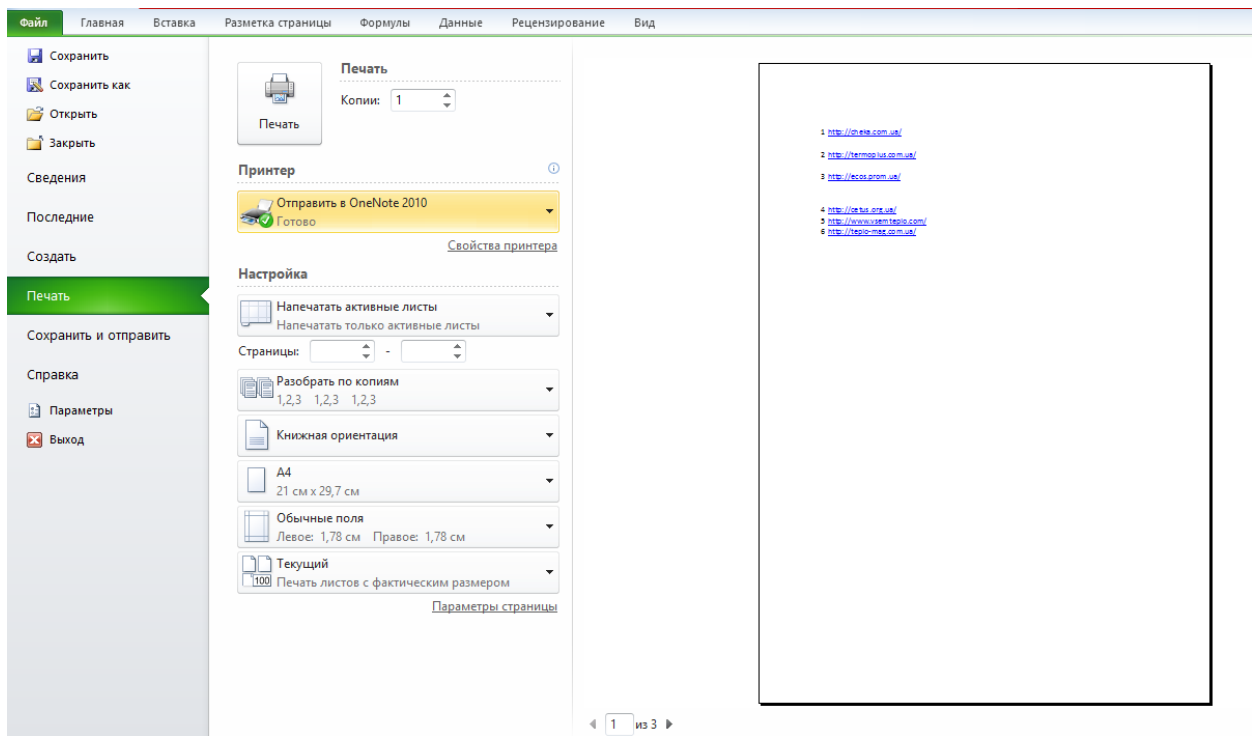 Файл Главная Вставка Разметка страницы Формулы Данные Рецензирование Вид
Сохранить
Сохранить как
Открыть
Закрыть
Сведения
Последние
Создать
Печать
Сохранить и отправить
Справка
Параметры
Выход
Печать
Печать
Копии: 1
Принтер
Отправить в OneNote 2010
Готово
Свойства принтера
Настройка
Напечатать активные листы
Напечатать только активные листы
Страницы: -
Разобрать по копиям
1,2,3 1,2,3 1,2,3
Книжная ориентация
A4
21 см x 29,7 см
Обычные поля
Левое: 1,78 см Правое: 1,78 см
Текущий
100 Печать листов с фактическим размером
Параметры страницы
1 http://cheka.com.ua/
2 http://termoplus.com.ua/
3 http://ecos.prom.ua/
4 http://cetus.org.ua/
5 http://www.vsemteplo.com/
6 http://teplo-mag.com.ua/
1 из 3